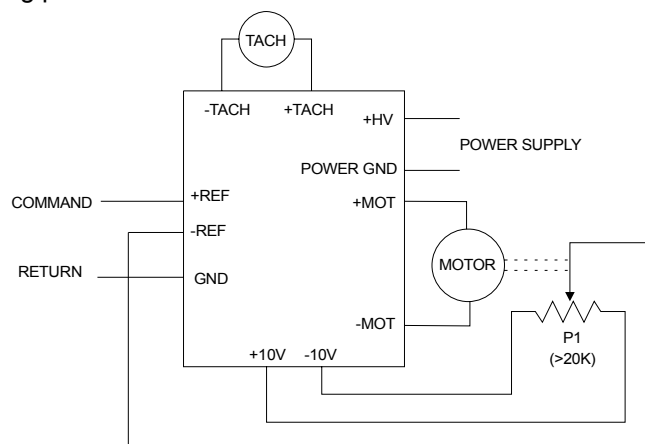 TACH
-TACH +TACH
+HV
POWER SUPPLY
POWER GND
+REF
+MOT
COMMAND
-REF
RETURN
GND
MOTOR
-MOT
P1
(>20K)
+10V -10V